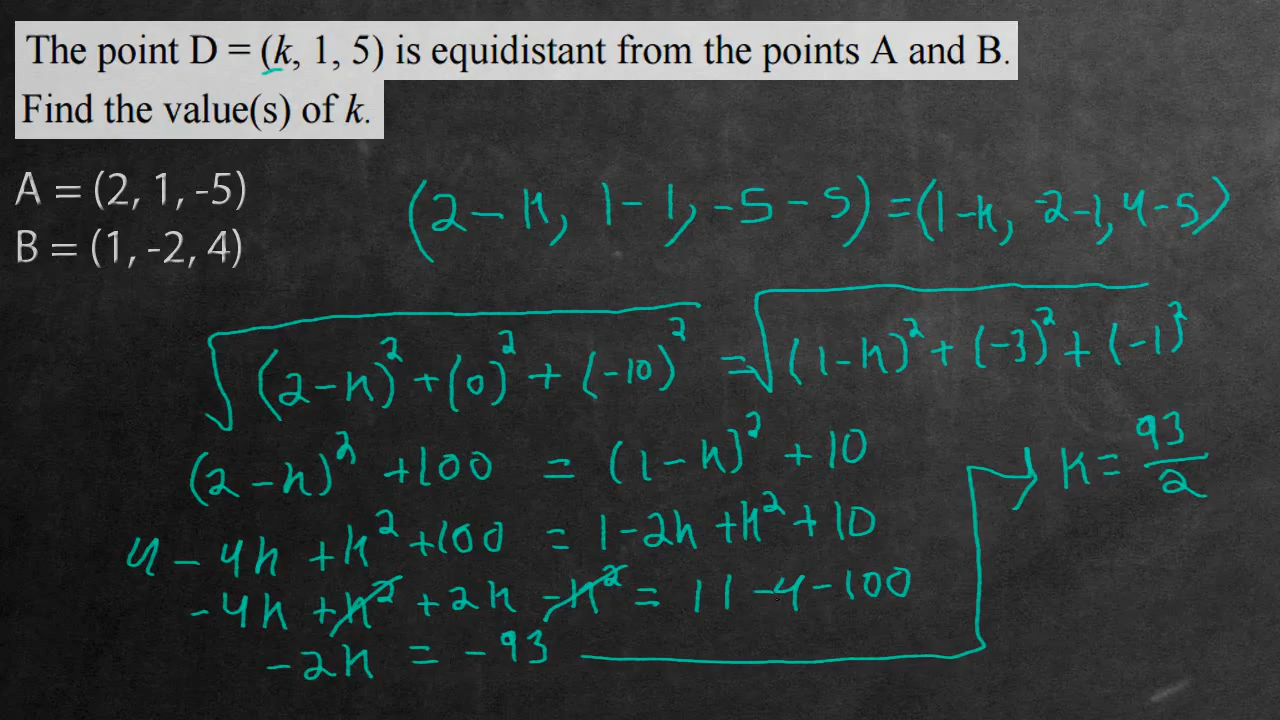 The point D = (k, 1, 5) is equidistant from the points A and B.
Find the value(s) of k.
A = (2, 1, -5)
B = (1, -2, 4)
(2 - k, 1 - 1, -5 - 5) = (1 - k, -2 - 1, 4 - 5)
√((2 - k)² + (0)² + (-10)²) = √((1 - k)² + (-3)² + (-1)²)
(2 - k)² + 100 = (1 - k)² + 10
4 - 4k + k² + 100 = 1 - 2k + k² + 10
-4k + k² + 2k - k² = 11 - 4 - 100
-2k = -93
k = 93/2